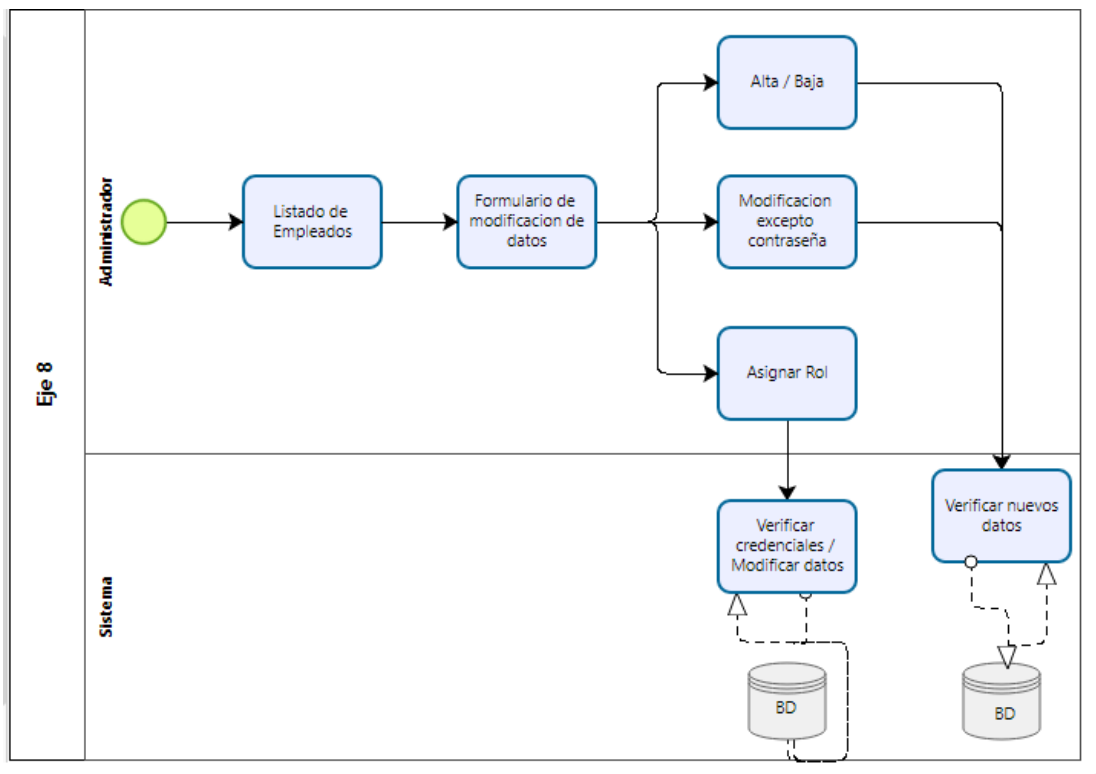 Eje 8
Administrador
Listado de
Empleados
Formulario de
modificacion de
datos
Alta / Baja
Modificacion
excepto
contraseña
Asignar Rol
Sistema
Verificar
credenciales /
Modificar datos
BD
Verificar nuevos
datos
BD